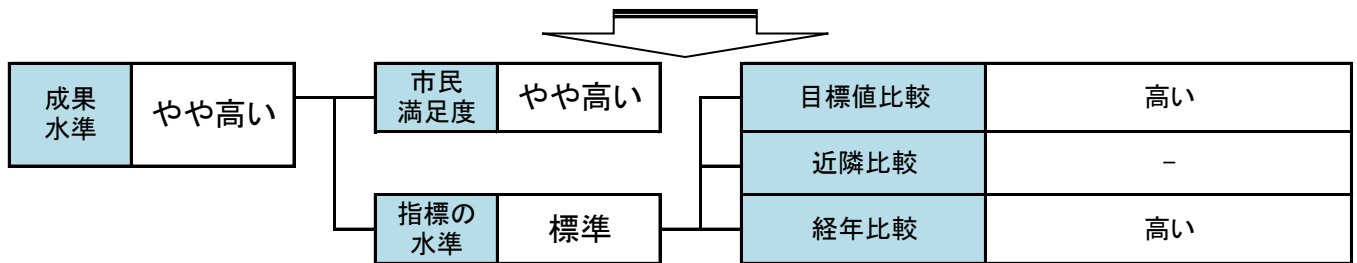 成果
水準
やや高い
市民
満足度
やや高い
指標の
水準
標準
目標値比較
高い
近隣比較
－
経年比較
高い